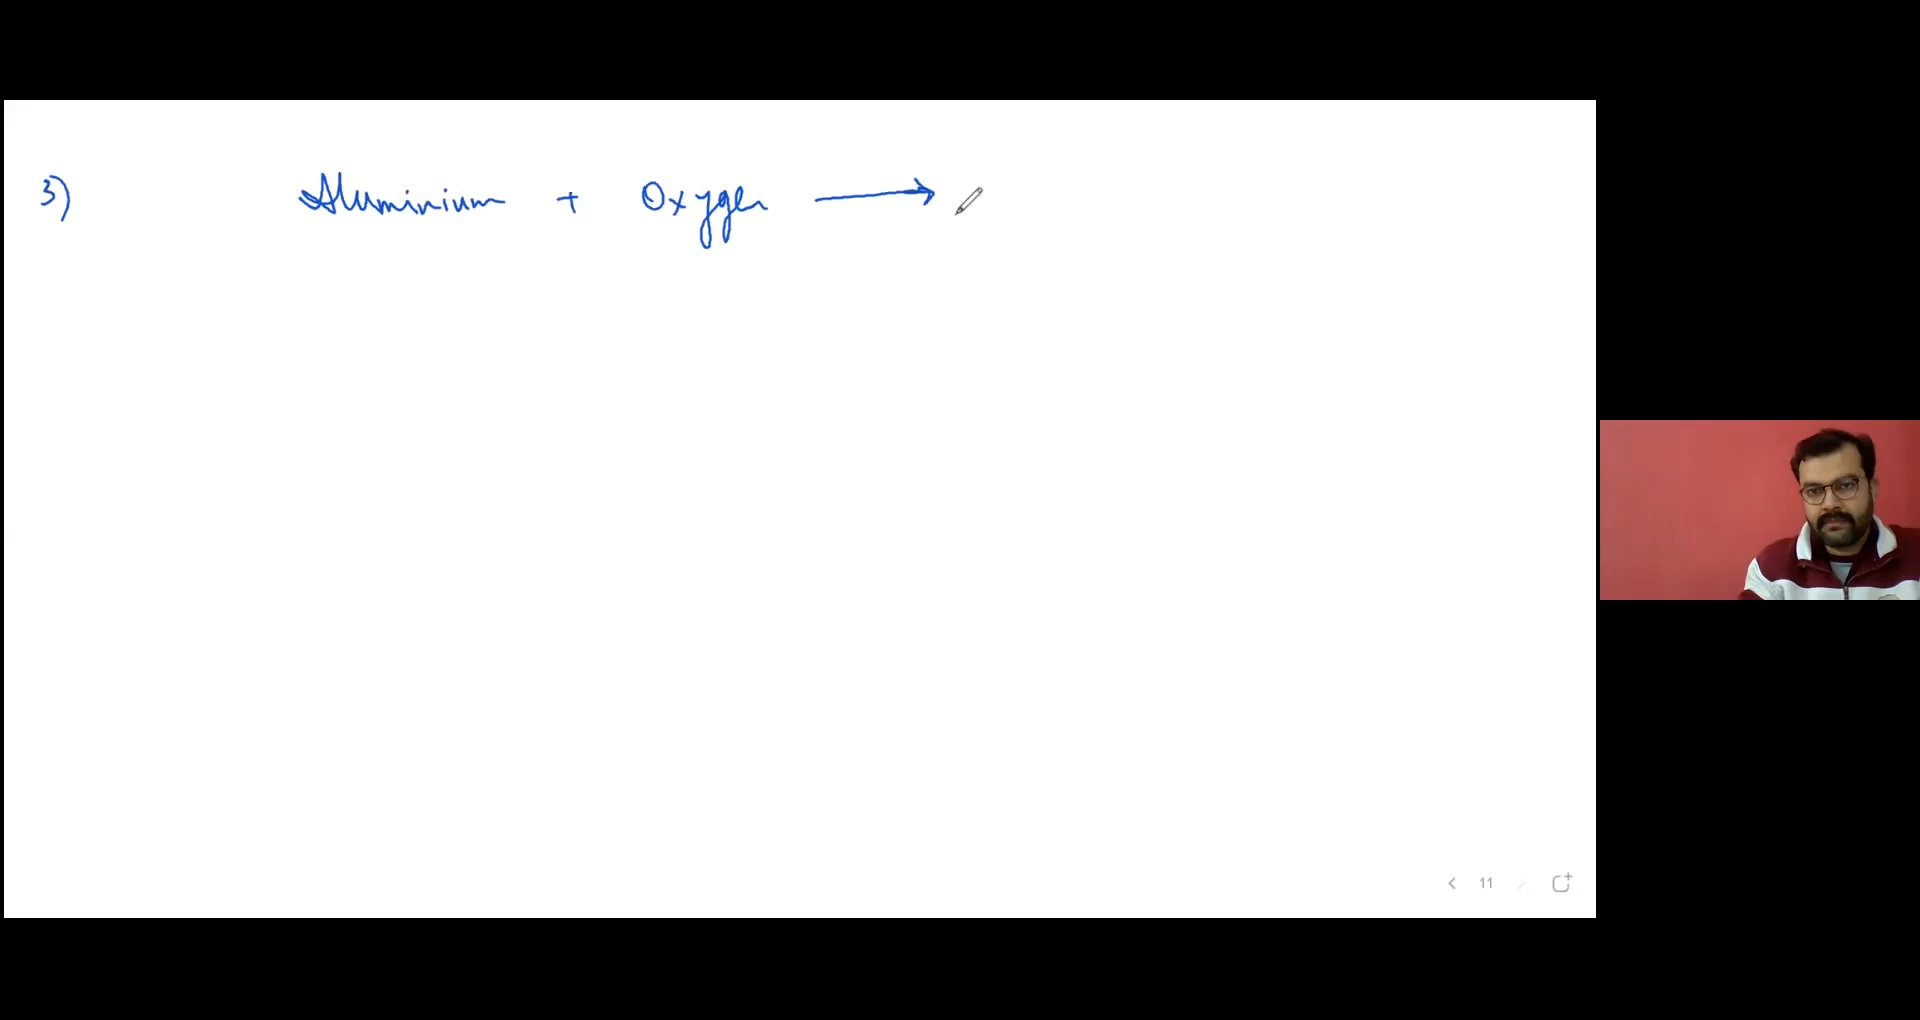 3) Aluminium + Oxygen ⟶
11